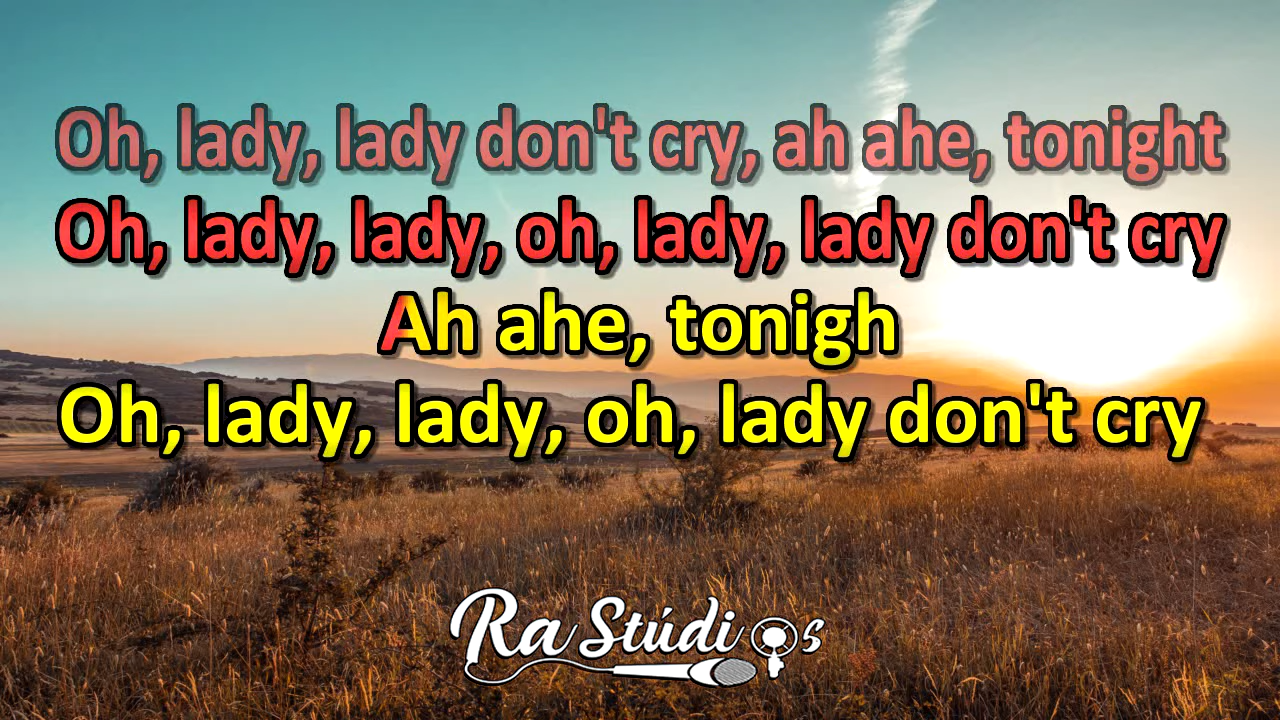 Oh, lady, lady don't cry, ah ahe, tonight
Oh, lady, lady, oh, lady, lady don't cry
Ah ahe, tonigh
Oh, lady, lady, oh, lady don't cry
Ra Stúdios